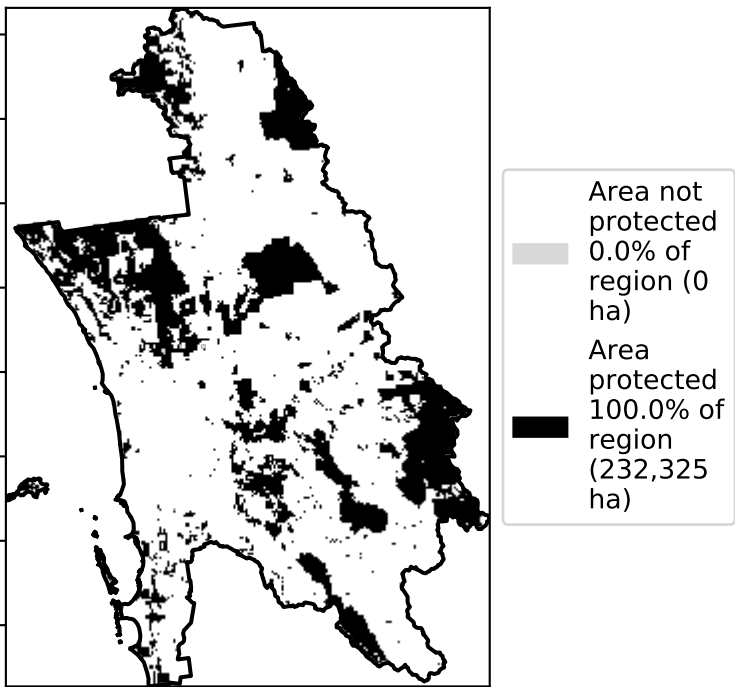 Area not
protected
0.0% of
region (0
ha)
Area
protected
100.0% of
region
(232,325
ha)